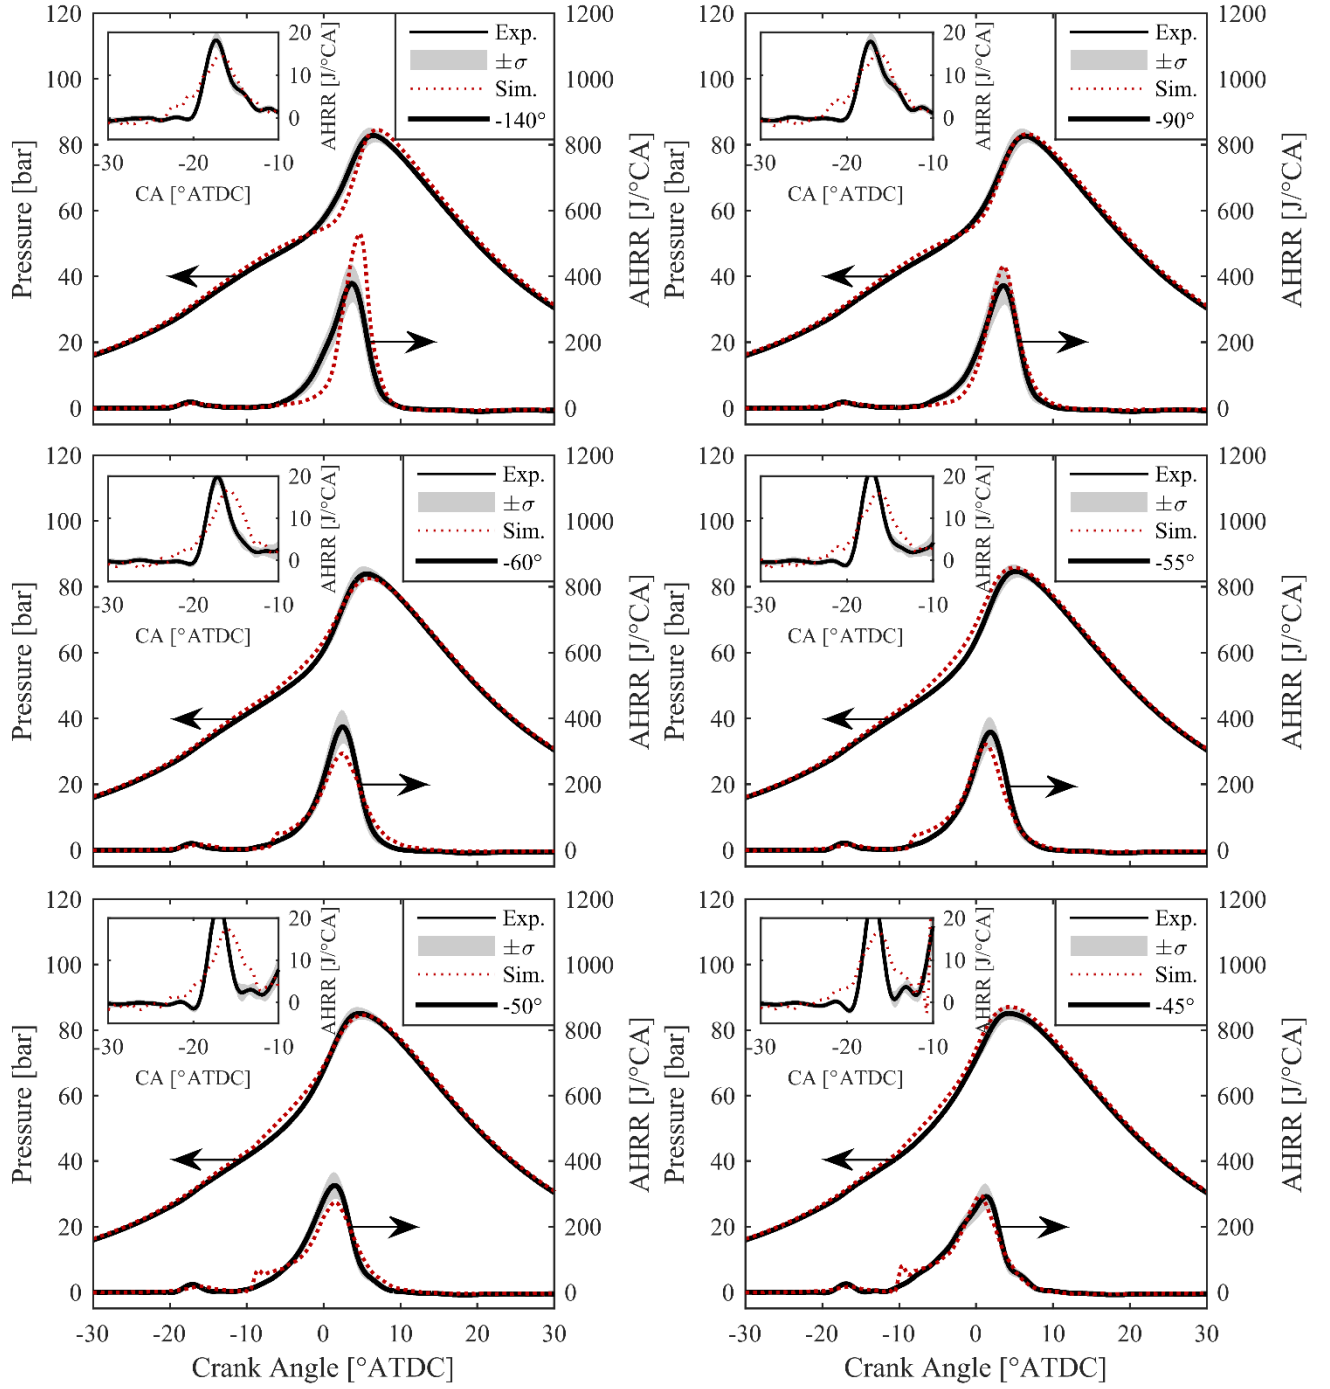 120
100
80
60
40
20
0
Pressure [bar]
20
10
0
-30
-20
-10
CA [°ATDC]
AHRR [J/°CA]
Exp.
±σ
Sim.
-140°
1200
1000
800
600
400
200
0
AHRR [J/°CA]
120
100
80
60
40
20
0
Pressure [bar]
20
10
0
-30
-20
-10
CA [°ATDC]
AHRR [J/°CA]
Exp.
±σ
Sim.
-90°
1200
1000
800
600
400
200
0
AHRR [J/°CA]
120
100
80
60
40
20
0
Pressure [bar]
20
10
0
-30
-20
-10
CA [°ATDC]
AHRR [J/°CA]
Exp.
±σ
Sim.
-60°
1200
1000
800
600
400
200
0
AHRR [J/°CA]
120
100
80
60
40
20
0
Pressure [bar]
20
10
0
-30
-20
-10
CA [°ATDC]
AHRR [J/°CA]
Exp.
±σ
Sim.
-55°
1200
1000
800
600
400
200
0
AHRR [J/°CA]
120
100
80
60
40
20
0
Pressure [bar]
20
10
0
-30
-20
-10
CA [°ATDC]
AHRR [J/°CA]
Exp.
±σ
Sim.
-50°
1200
1000
800
600
400
200
0
AHRR [J/°CA]
-30 -20 -10 0 10 20 30
Crank Angle [°ATDC]
120
100
80
60
40
20
0
Pressure [bar]
20
10
0
-30
-20
-10
CA [°ATDC]
AHRR [J/°CA]
Exp.
±σ
Sim.
-45°
1200
1000
800
600
400
200
0
AHRR [J/°CA]
-30 -20 -10 0 10 20 30
Crank Angle [°ATDC]